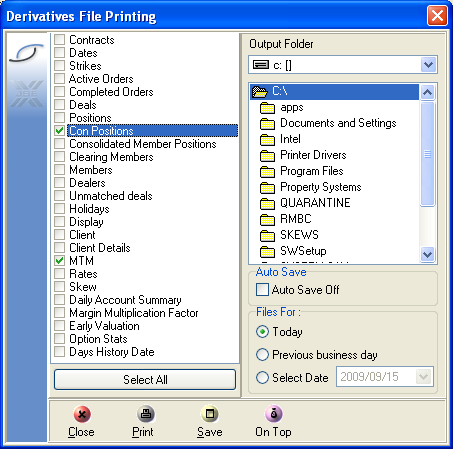 Derivatives File Printing
Contracts
Dates
Strikes
Active Orders
Completed Orders
Deals
Positions
Con Positions
Consolidated Member Positions
Clearing Members
Members
Dealers
Unmatched deals
Holidays
Display
Client
Client Details
MTM
Rates
Skew
Daily Account Summary
Margin Multiplication Factor
Early Valuation
Option Stats
Days History Date
Select All
Output Folder
c: []
C:\
apps
Documents and Settings
Intel
Printer Drivers
Program Files
Property Systems
QUARANTINE
RMBC
SKEWS
SWSetup
Auto Save
Auto Save Off
Files For :
Today
Previous business day
Select Date
2009/09/15
Close
Print
Save
On Top